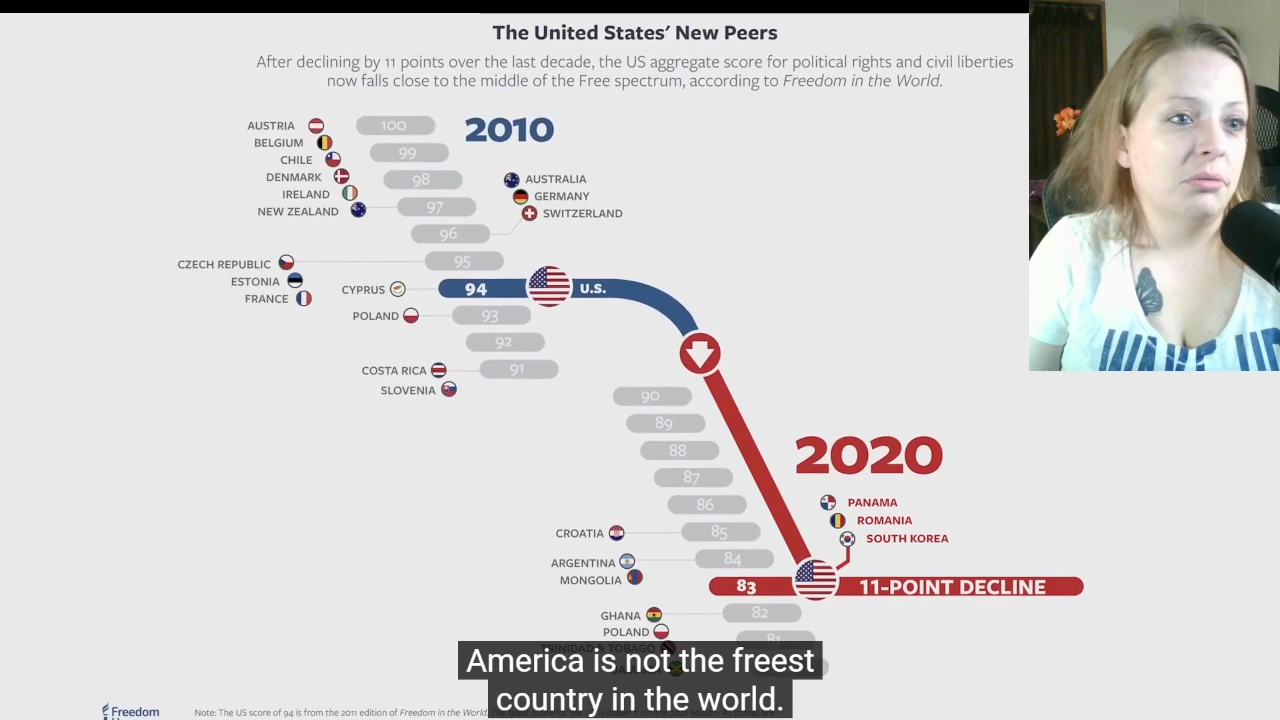 The United States’ New Peers
After declining by 11 points over the last decade, the US aggregate score for political rights and civil liberties
now falls close to the middle of the Free spectrum, according to Freedom in the World.
2010
AUSTRIA
100
BELGIUM
99
CHILE
DENMARK
98
IRELAND
NEW ZEALAND
97
AUSTRALIA
GERMANY
SWITZERLAND
96
CZECH REPUBLIC
95
ESTONIA
FRANCE
CYPRUS
94
U.S.
POLAND
93
92
COSTA RICA
91
SLOVENIA
90
89
88
87
86
2020
PANAMA
ROMANIA
SOUTH KOREA
CROATIA
85
ARGENTINA
84
MONGOLIA
83
11-POINT DECLINE
GHANA
82
POLAND
81
TRINIDAD & TOBAGO
America is not the freest
country in the world.
Freedom
Note: The US score of 94 is from the 2011 edition of Freedom in the World.
WAKE UP